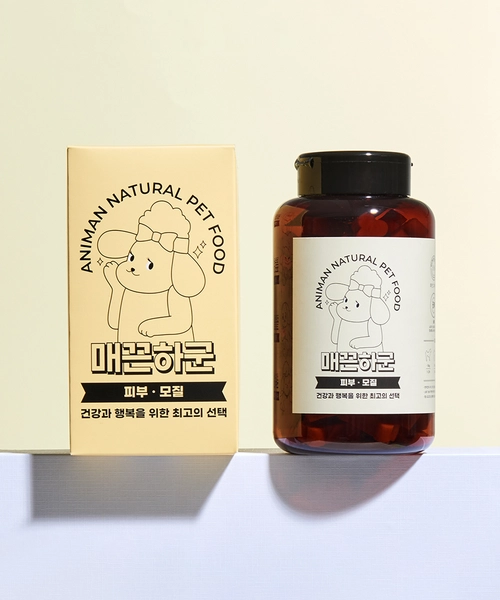 ANIMAN NATURAL PET FOOD
매끈하군
피부 · 모질
건강과 행복을 위한 최고의 선택
ANIMAN NATURAL PET FOOD
매끈하군
피부 · 모질
건강과 행복을 위한 최고의 선택